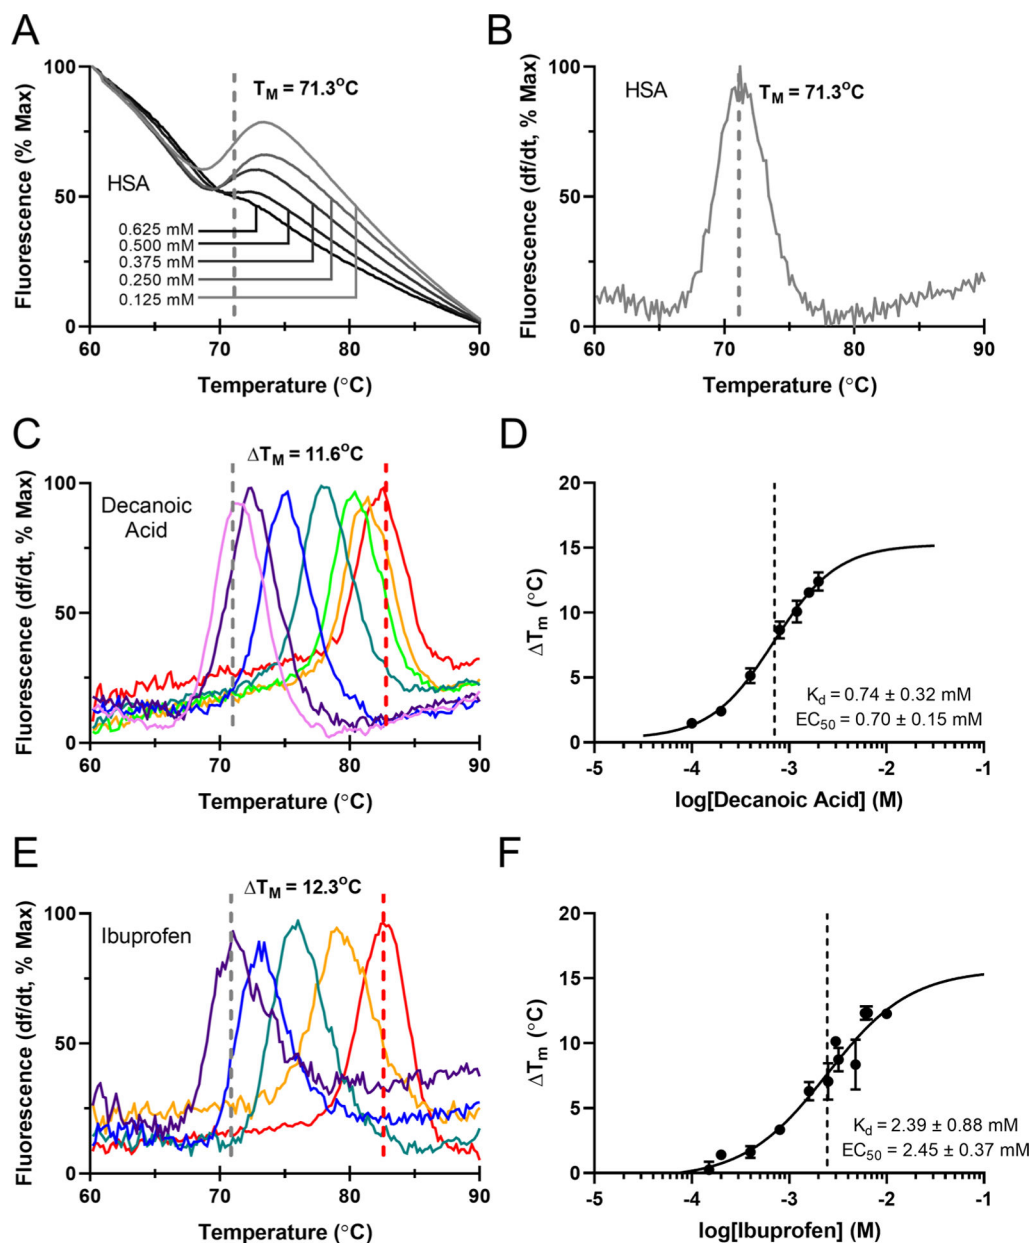 A
Fluorescence (% Max)
100
50
0
T_M = 71.3°C
HSA
0.625 mM
0.500 mM
0.375 mM
0.250 mM
0.125 mM
60
70
80
90
Temperature (°C)
B
Fluorescence (df/dt, % Max)
100
50
0
HSA
T_M = 71.3°C
60
70
80
90
Temperature (°C)
C
ΔT_M = 11.6°C
Fluorescence (df/dt, % Max)
100
50
0
Decanoic
Acid
60
70
80
90
Temperature (°C)
D
ΔT_m (°C)
20
15
10
5
0
K_d = 0.74 ± 0.32 mM
EC_50 = 0.70 ± 0.15 mM
-5
-4
-3
-2
-1
log[Decanoic Acid] (M)
E
ΔT_M = 12.3°C
Fluorescence (df/dt, % Max)
100
50
0
Ibuprofen
60
70
80
90
Temperature (°C)
F
ΔT_m (°C)
20
15
10
5
0
K_d = 2.39 ± 0.88 mM
EC_50 = 2.45 ± 0.37 mM
-5
-4
-3
-2
-1
log[Ibuprofen] (M)